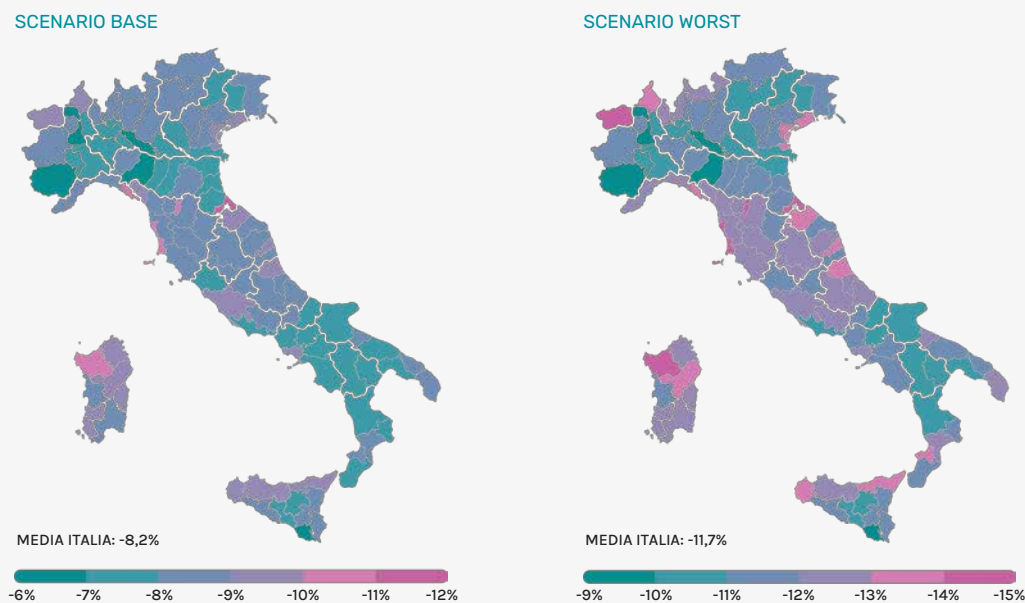 SCENARIO BASE
SCENARIO WORST
MEDIA ITALIA: -8,2%
MEDIA ITALIA: -11,7%
-6% -7% -8% -9% -10% -11% -12%
-9% -10% -11% -12% -13% -14% -15%